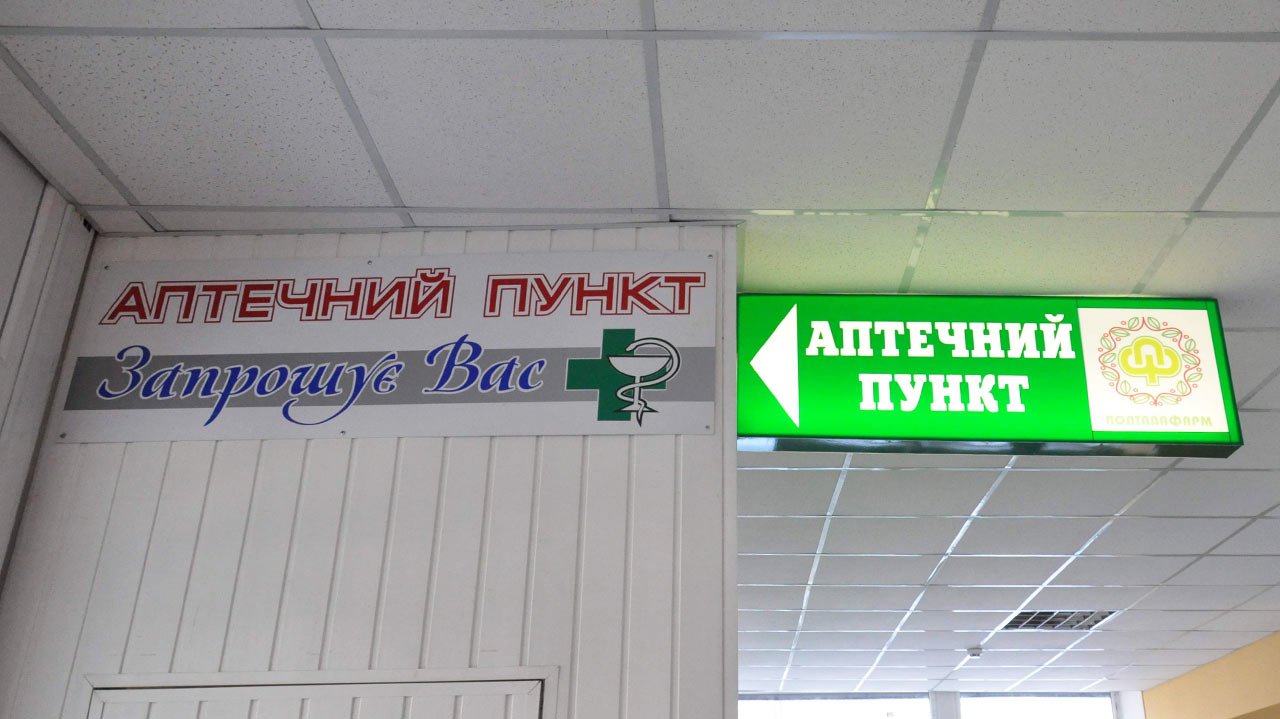 АПТЕЧНИЙ ПУНКТ
Запрошує Вас
АПТЕЧНИЙ
ПУНКТ
ПОЛТАВАФАРМ